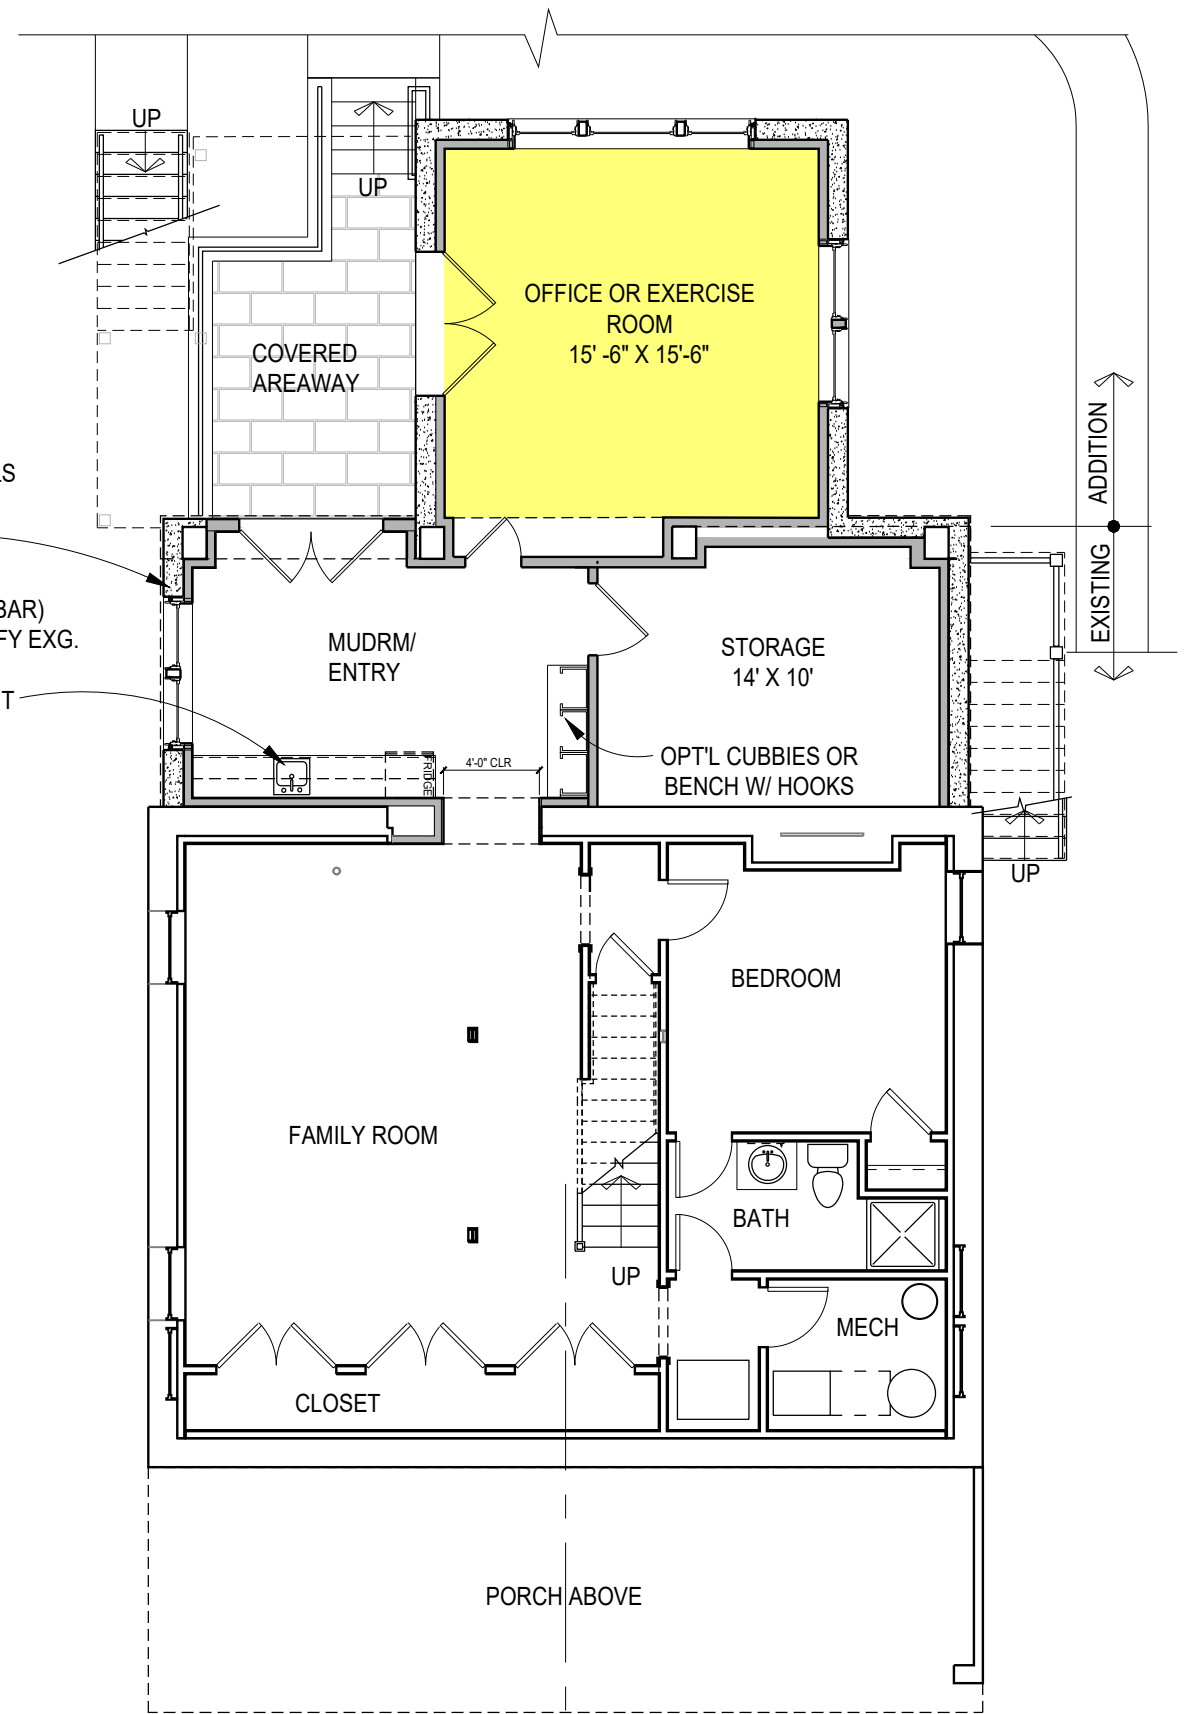 UP
UP
OFFICE OR EXERCISE
ROOM
15' -6" X 15'-6"
COVERED
AREAWAY
ADDITION
EXISTING
BAR)
FY EXG.
MUDRM/
ENTRY
STORAGE
14' X 10'
OPT'L CUBBIES OR
BENCH W/ HOOKS
4'-0" CLR
FRIDGE
UP
BEDROOM
FAMILY ROOM
BATH
UP
MECH
CLOSET
PORCH ABOVE